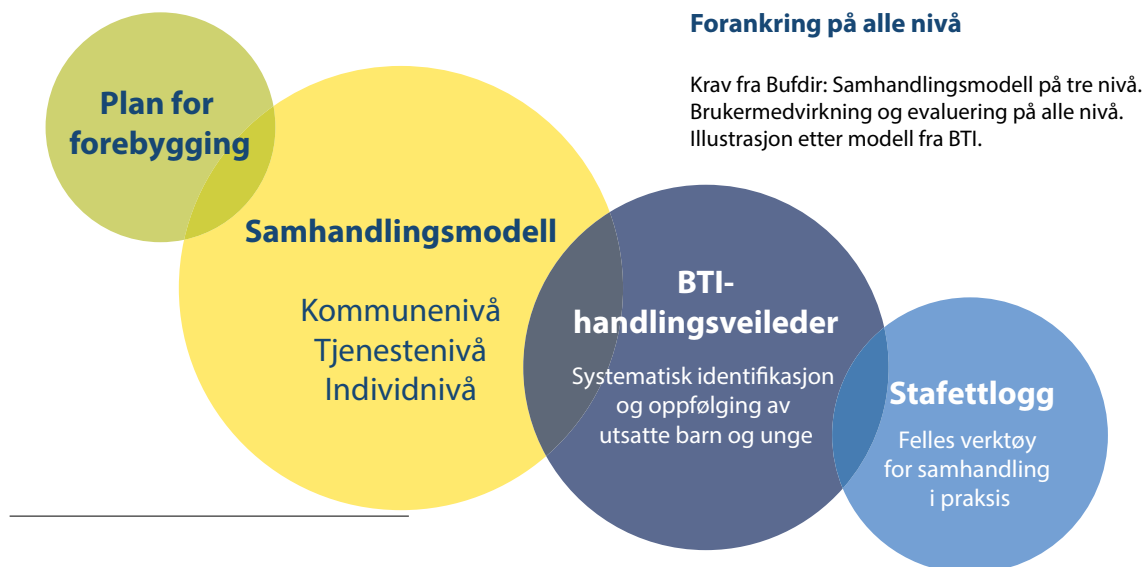 Forankring på alle nivå
Krav fra Bufdir: Samhandlingsmodell på tre nivå.
Brukermedvirkning og evaluering på alle nivå.
Illustrasjon etter modell fra BTI.
Plan for
forebygging
Samhandlingsmodell
Kommunenivå
Tjenestenivå
Individnivå
BTI-
handlingsveileder
Systematisk identifikasjon
og oppfølging av
utsatte barn og unge
Stafettlogg
Felles verktøy
for samhandling
i praksis